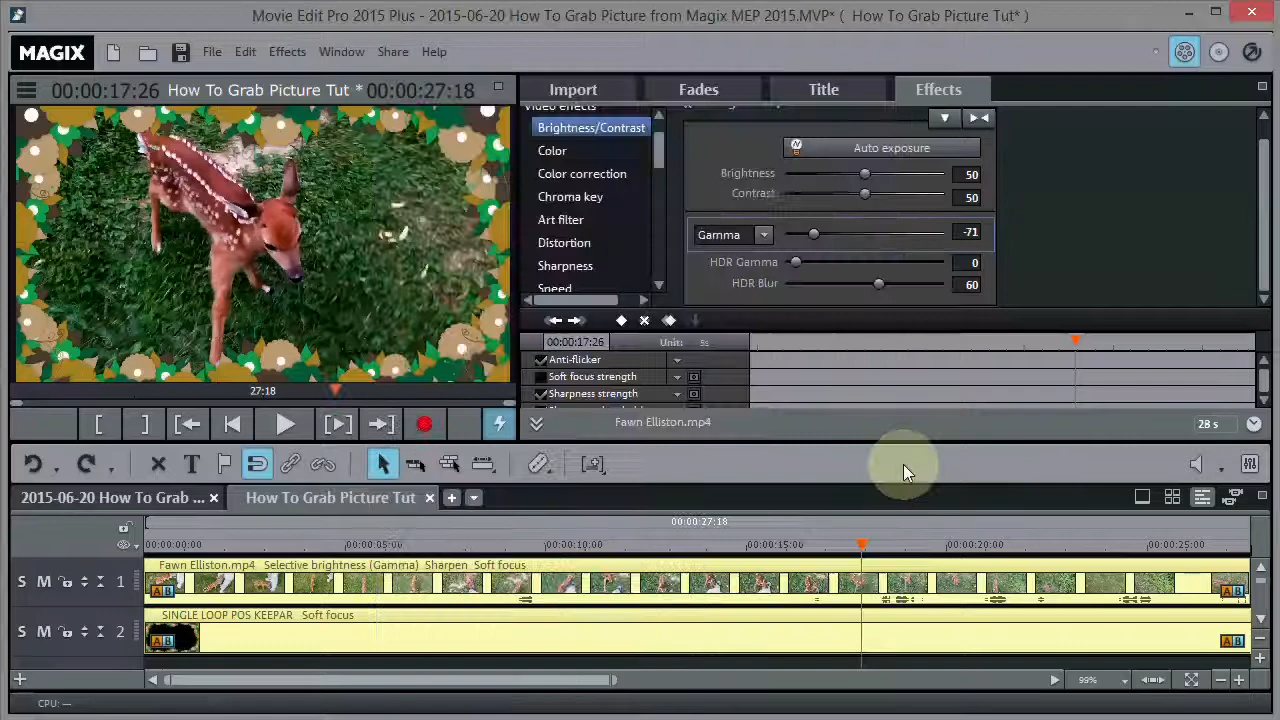 Movie Edit Pro 2015 Plus - 2015-06-20 How To Grab Picture from Magix MEP 2015.MVP* ( How To Grab Picture Tut* )
MAGIX File Edit Effects Window Share Help
00:00:17:26 How To Grab Picture Tut * 00:00:27:18
Import Fades Title Effects
Video effects
Brightness/Contrast
Color
Color correction
Chroma key
Art filter
Distortion
Sharpness
Speed
Auto exposure
Brightness 50
Contrast 50
Gamma -71
HDR Gamma 0
HDR Blur 60
00:00:17:26 Unit: 5s
Anti-flicker
Soft focus strength
Sharpness strength
27:18
Fawn Elliston.mp4 28 s
2015-06-20 How To Grab ... How To Grab Picture Tut
00:00:27:18
00:00:00:00 00:00:05:00 00:00:10:00 00:00:15:00 00:00:20:00 00:00:25:00
Fawn Elliston.mp4 Selective brightness (Gamma) Sharpen Soft focus
S M 1
AB AB
SINGLE LOOP POS KEEPAR Soft focus
S M 2
AB AB
99%
CPU: —